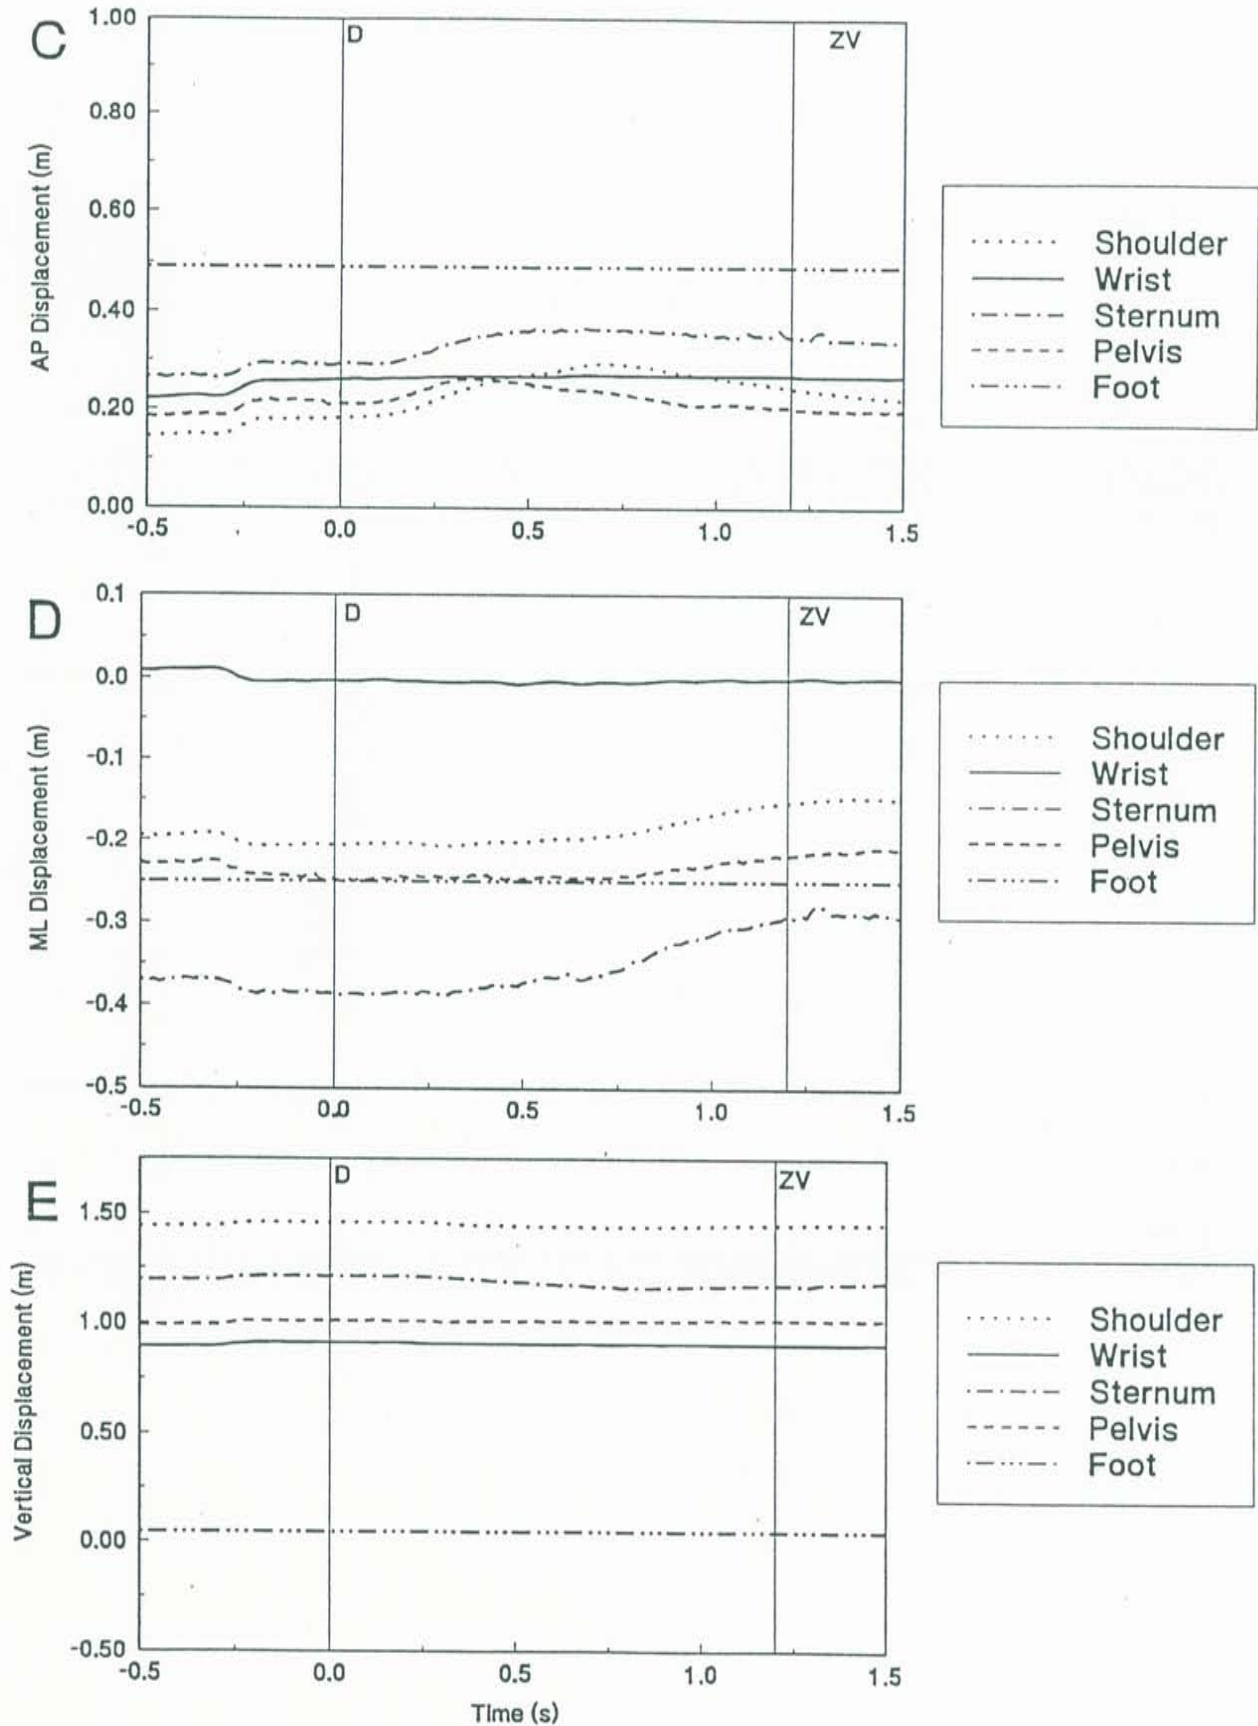 C
1.00
0.80
0.60
0.40
0.20
0.00
AP Displacement (m)
D
ZV
-0.5
0.0
0.5
1.0
1.5
Shoulder
Wrist
Sternum
Pelvis
Foot
D
0.1
0.0
-0.1
-0.2
-0.3
-0.4
-0.5
ML Displacement (m)
D
ZV
-0.5
0.0
0.5
1.0
1.5
Shoulder
Wrist
Sternum
Pelvis
Foot
E
1.50
1.00
0.50
0.00
-0.50
Vertical Displacement (m)
D
ZV
-0.5
0.0
0.5
1.0
1.5
Time (s)
Shoulder
Wrist
Sternum
Pelvis
Foot